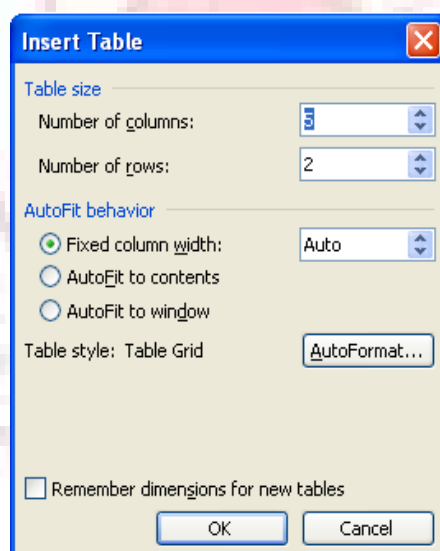 Insert Table
Table size
Number of columns: 5
Number of rows: 2
AutoFit behavior
Fixed column width: Auto
AutoFit to contents
AutoFit to window
Table style: Table Grid AutoFormat...
Remember dimensions for new tables
OK Cancel